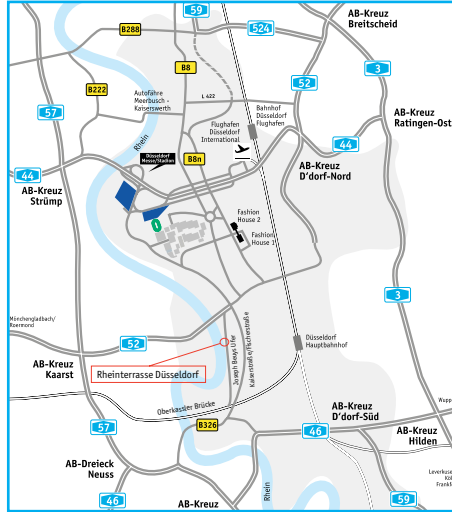 59
AB-Kreuz
Breitscheid
B288
524
B8
3
52
B222
Autofähre
Meerbusch -
Kaiserswerth
L 422
57
Bahnhof
Düsseldorf
Flughafen
Flughafen
Düsseldorf
International
AB-Kreuz
Ratingen-Ost
Rhein
44
Düsseldorf
Messe/Stadion
B8n
44
AB-Kreuz
D'dorf-Nord
AB-Kreuz
Strümp
Fashion
House 2
Fashion
House 1
3
Mönchengladbach/
Roermond
52
Joseph Beuys Ufer
Kaiserstraße/Fischerstraße
Düsseldorf
Hauptbahnhof
AB-Kreuz
Kaarst
Rheinterrasse Düsseldorf
Oberkassler Brücke
AB-Kreuz
D'dorf-Süd
Wupp
57
B326
46
AB-Kreuz
Hilden
AB-Dreieck
Neuss
Leverkuse
Köl
Frankf
46
Rhein
59
AB-Kreuz